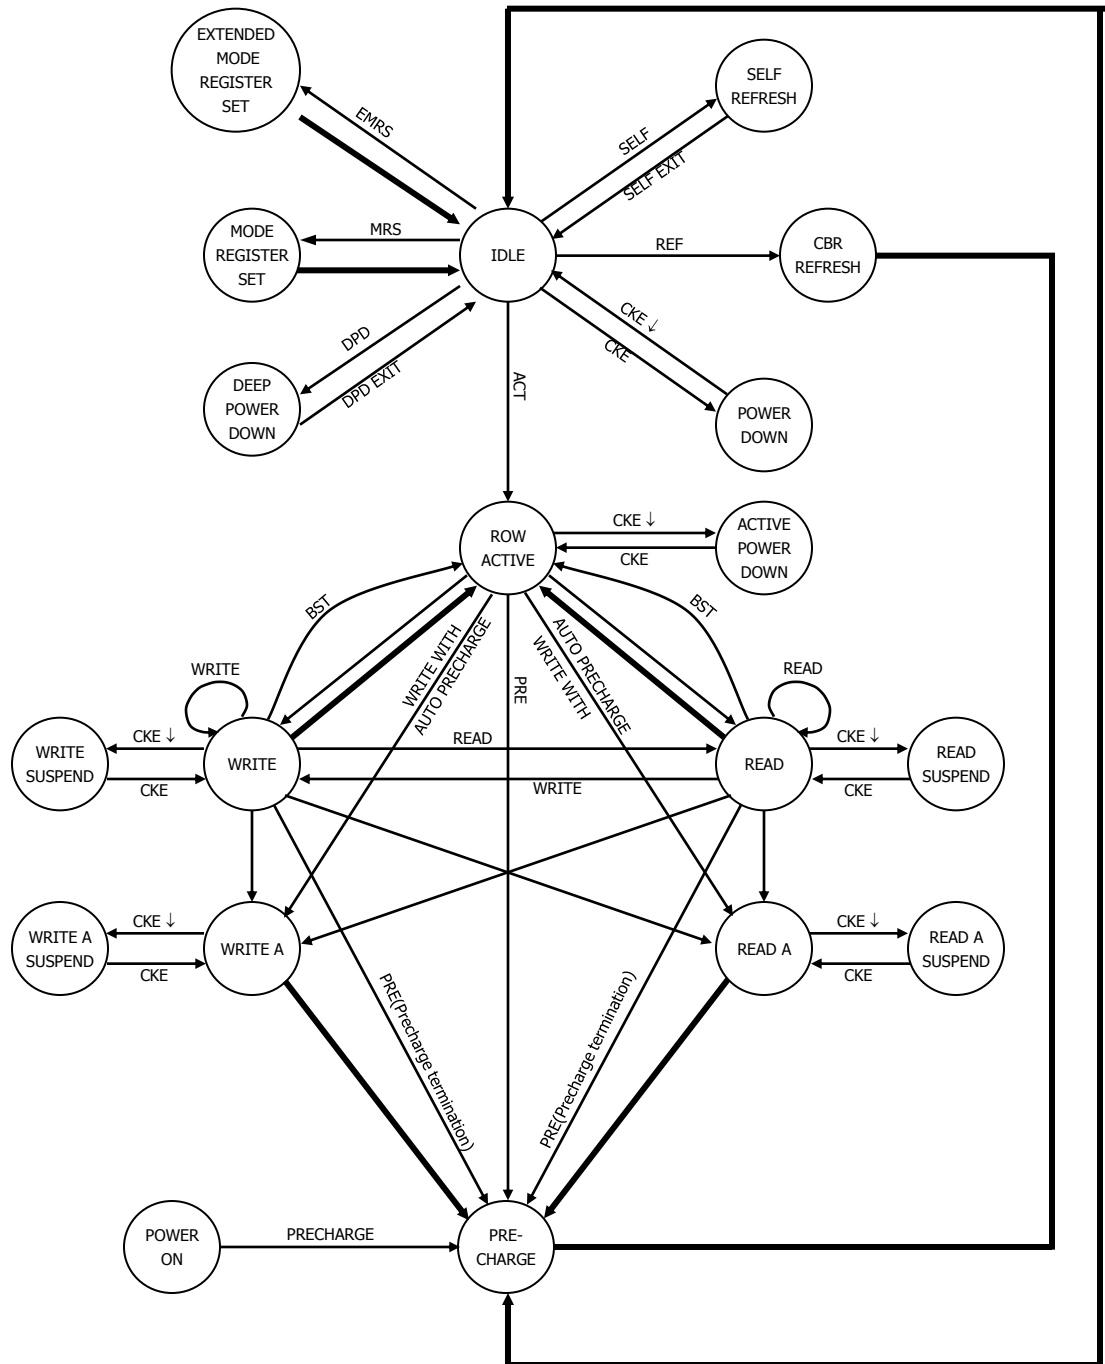 EXTENDED
MODE
REGISTER
SET
SELF
REFRESH
EMRS
SELF
SELF EXIT
MODE
REGISTER
SET
MRS
IDLE
REF
CBR
REFRESH
DPD
DPD EXIT
CKE ↓
CKE
DEEP
POWER
DOWN
ACT
POWER
DOWN
ROW
ACTIVE
CKE ↓
CKE
ACTIVE
POWER
DOWN
BST
BST
WRITE WITH
AUTO PRECHARGE
PRE
AUTO PRECHARGE
WRITE WITH
WRITE
READ
WRITE
SUSPEND
CKE ↓
CKE
WRITE
READ
WRITE
READ
CKE ↓
CKE
READ
SUSPEND
WRITE A
SUSPEND
CKE ↓
CKE
WRITE A
READ A
CKE ↓
CKE
READ A
SUSPEND
PRE(Precharge termination)
PRE(Precharge termination)
POWER
ON
PRECHARGE
PRE-
CHARGE